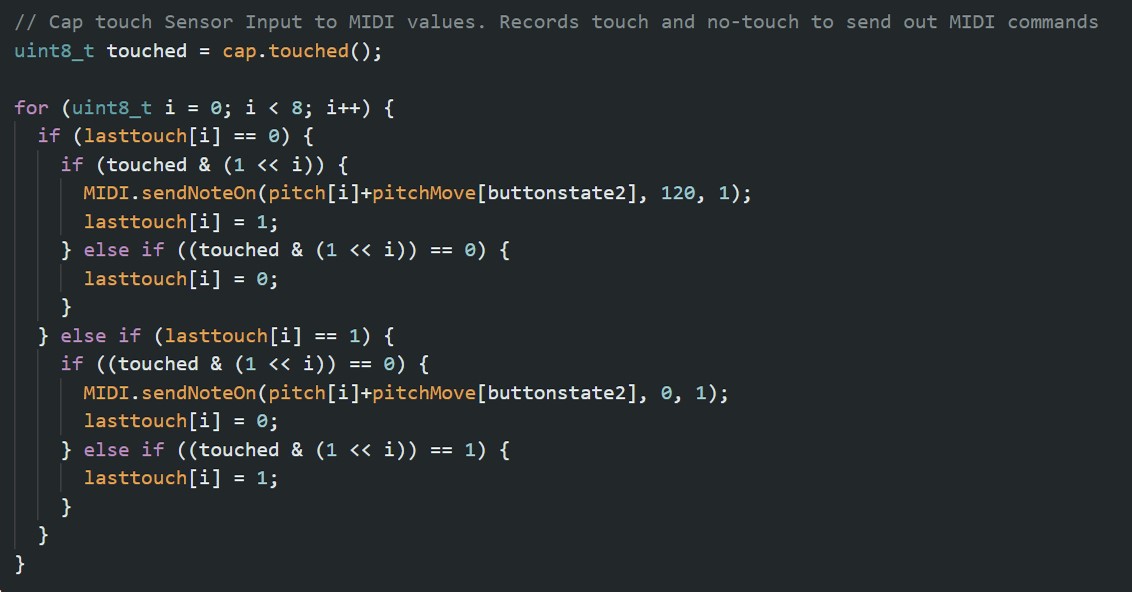 // Cap touch Sensor Input to MIDI values. Records touch and no-touch to send out MIDI commands
uint8_t touched = cap.touched();

for (uint8_t i = 0; i < 8; i++) {
  if (lasttouch[i] == 0) {
    if (touched & (1 << i)) {
      MIDI.sendNoteOn(pitch[i]+pitchMove[buttonstate2], 120, 1);
      lasttouch[i] = 1;
    } else if ((touched & (1 << i)) == 0) {
      lasttouch[i] = 0;
    }
  } else if (lasttouch[i] == 1) {
    if ((touched & (1 << i)) == 0) {
      MIDI.sendNoteOn(pitch[i]+pitchMove[buttonstate2], 0, 1);
      lasttouch[i] = 0;
    } else if ((touched & (1 << i)) == 1) {
      lasttouch[i] = 1;
    }
  }
}